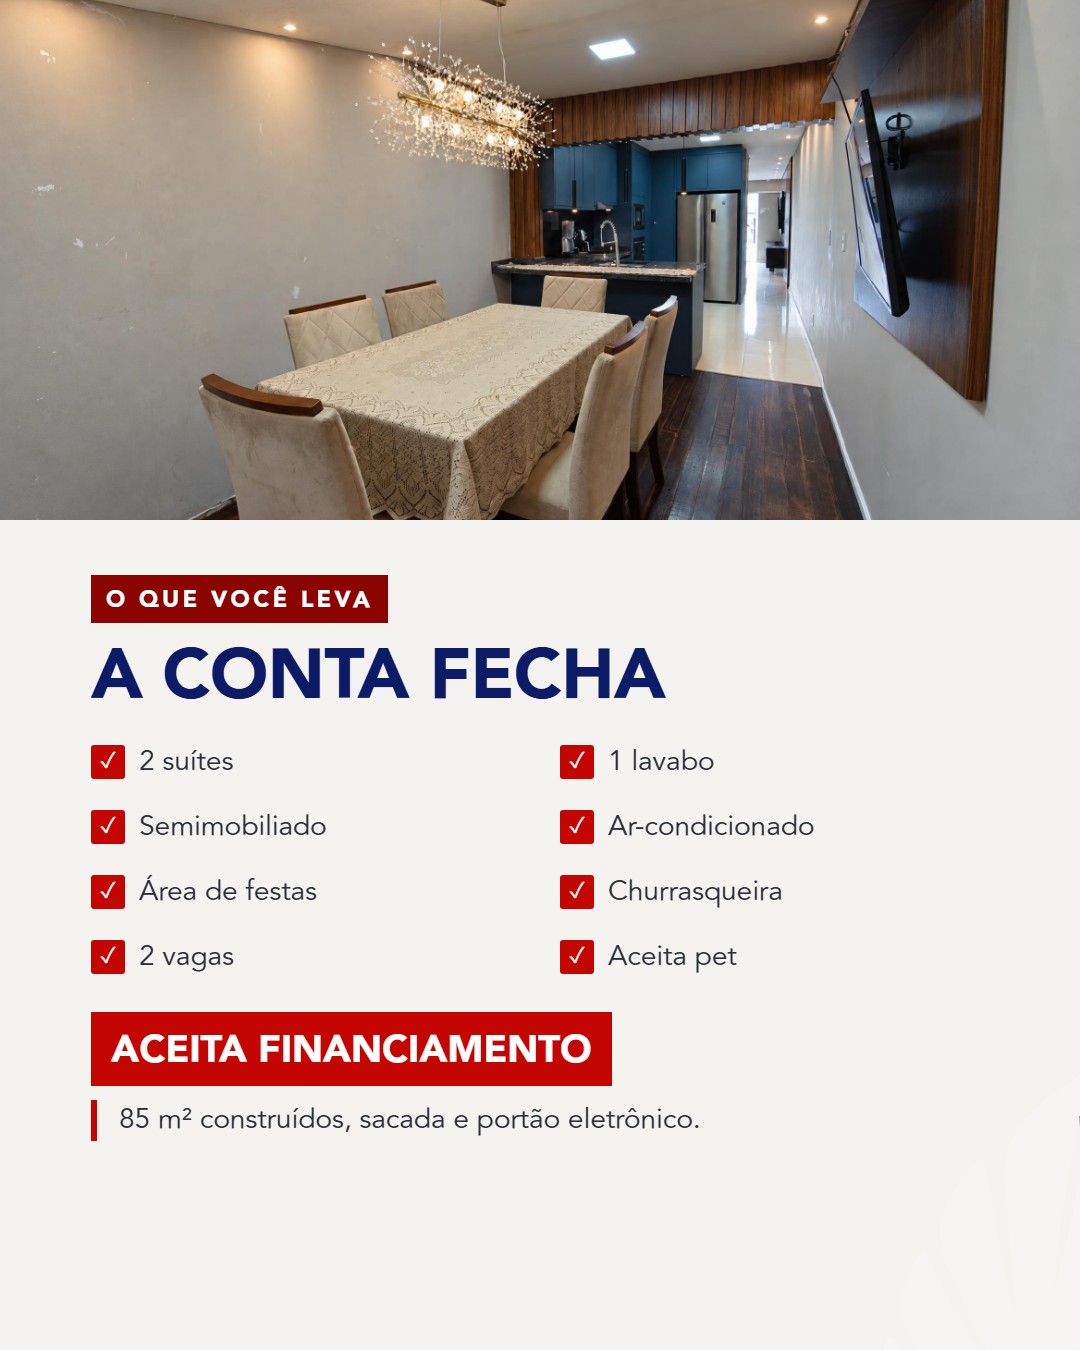 O QUE VOCÊ LEVA
A CONTA FECHA
✓ 2 suítes
✓ 1 lavabo
✓ Semimobiliado
✓ Ar-condicionado
✓ Área de festas
✓ Churrasqueira
✓ 2 vagas
✓ Aceita pet
ACEITA FINANCIAMENTO
85 m² construídos, sacada e portão eletrônico.